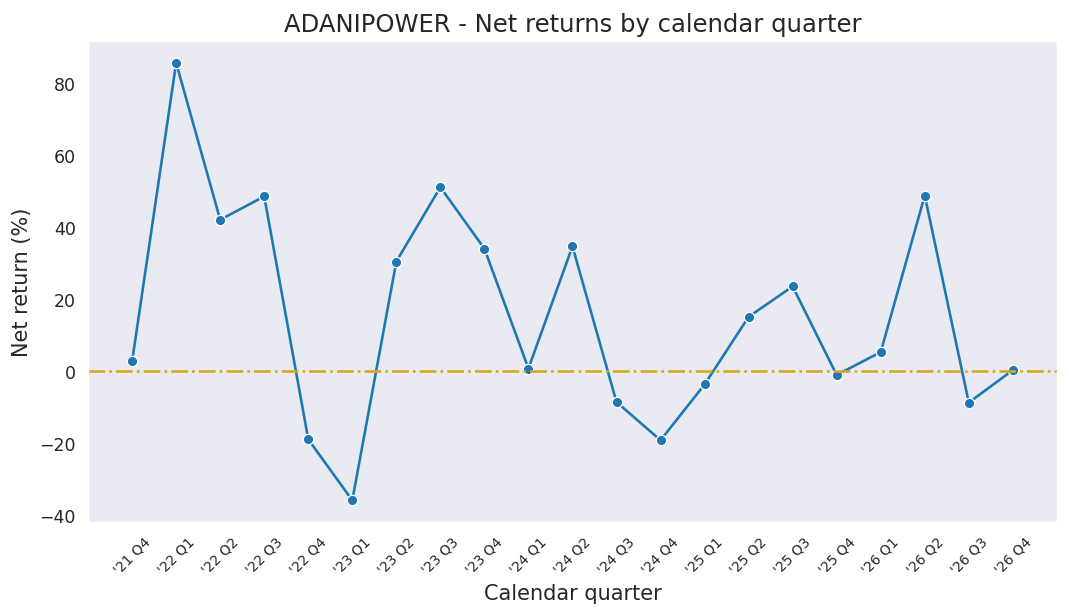 ADANIPOWER - Net returns by calendar quarter
Net return (%)
80
60
40
20
0
−20
−40
'21 Q4
'22 Q1
'22 Q2
'22 Q3
'22 Q4
'23 Q1
'23 Q2
'23 Q3
'23 Q4
'24 Q1
'24 Q2
'24 Q3
'24 Q4
'25 Q1
'25 Q2
'25 Q3
'25 Q4
'26 Q1
'26 Q2
'26 Q3
'26 Q4
Calendar quarter